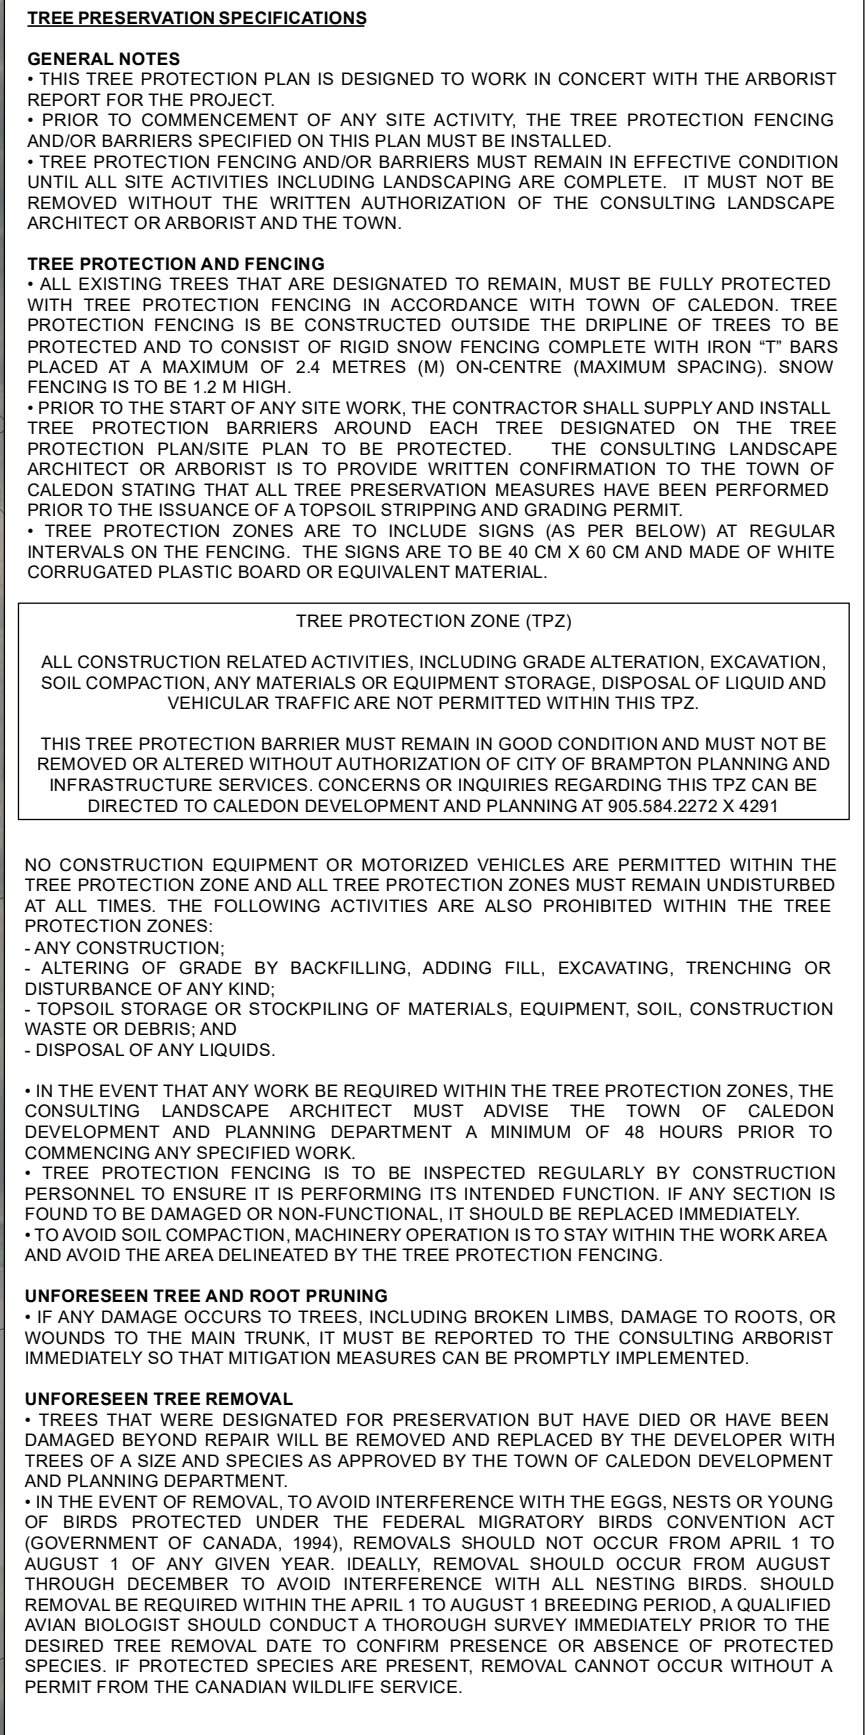 TREE PRESERVATION SPECIFICATIONS
GENERAL NOTES
• THIS TREE PROTECTION PLAN IS DESIGNED TO WORK IN CONCERT WITH THE ARBORIST
REPORT FOR THE PROJECT.
• PRIOR TO COMMENCEMENT OF ANY SITE ACTIVITY, THE TREE PROTECTION FENCING
AND/OR BARRIERS SPECIFIED ON THIS PLAN MUST BE INSTALLED.
• TREE PROTECTION FENCING AND/OR BARRIERS MUST REMAIN IN EFFECTIVE CONDITION
UNTIL ALL SITE ACTIVITIES INCLUDING LANDSCAPING ARE COMPLETE. IT MUST NOT BE
REMOVED WITHOUT THE WRITTEN AUTHORIZATION OF THE CONSULTING LANDSCAPE
ARCHITECT OR ARBORIST AND THE TOWN.
TREE PROTECTION AND FENCING
• ALL EXISTING TREES THAT ARE DESIGNATED TO REMAIN, MUST BE FULLY PROTECTED
WITH TREE PROTECTION FENCING IN ACCORDANCE WITH TOWN OF CALEDON. TREE
PROTECTION FENCING IS BE CONSTRUCTED OUTSIDE THE DRIPLINE OF TREES TO BE
PROTECTED AND TO CONSIST OF RIGID SNOW FENCING COMPLETE WITH IRON “T” BARS
PLACED AT A MAXIMUM OF 2.4 METRES (M) ON-CENTRE (MAXIMUM SPACING). SNOW
FENCING IS TO BE 1.2 M HIGH.
• PRIOR TO THE START OF ANY SITE WORK, THE CONTRACTOR SHALL SUPPLY AND INSTALL
TREE PROTECTION BARRIERS AROUND EACH TREE DESIGNATED ON THE TREE
PROTECTION PLAN/SITE PLAN TO BE PROTECTED. THE CONSULTING LANDSCAPE
ARCHITECT OR ARBORIST IS TO PROVIDE WRITTEN CONFIRMATION TO THE TOWN OF
CALEDON STATING THAT ALL TREE PRESERVATION MEASURES HAVE BEEN PERFORMED
PRIOR TO THE ISSUANCE OF A TOPSOIL STRIPPING AND GRADING PERMIT.
• TREE PROTECTION ZONES ARE TO INCLUDE SIGNS (AS PER BELOW) AT REGULAR
INTERVALS ON THE FENCING. THE SIGNS ARE TO BE 40 CM X 60 CM AND MADE OF WHITE
CORRUGATED PLASTIC BOARD OR EQUIVALENT MATERIAL.
TREE PROTECTION ZONE (TPZ)
ALL CONSTRUCTION RELATED ACTIVITIES, INCLUDING GRADE ALTERATION, EXCAVATION,
SOIL COMPACTION, ANY MATERIALS OR EQUIPMENT STORAGE, DISPOSAL OF LIQUID AND
VEHICULAR TRAFFIC ARE NOT PERMITTED WITHIN THIS TPZ.
THIS TREE PROTECTION BARRIER MUST REMAIN IN GOOD CONDITION AND MUST NOT BE
REMOVED OR ALTERED WITHOUT AUTHORIZATION OF CITY OF BRAMPTON PLANNING AND
INFRASTRUCTURE SERVICES. CONCERNS OR INQUIRIES REGARDING THIS TPZ CAN BE
DIRECTED TO CALEDON DEVELOPMENT AND PLANNING AT 905.584.2272 X 4291
NO CONSTRUCTION EQUIPMENT OR MOTORIZED VEHICLES ARE PERMITTED WITHIN THE
TREE PROTECTION ZONE AND ALL TREE PROTECTION ZONES MUST REMAIN UNDISTURBED
AT ALL TIMES. THE FOLLOWING ACTIVITIES ARE ALSO PROHIBITED WITHIN THE TREE
PROTECTION ZONES:
- ANY CONSTRUCTION;
- ALTERING OF GRADE BY BACKFILLING, ADDING FILL, EXCAVATING, TRENCHING OR
DISTURBANCE OF ANY KIND;
- TOPSOIL STORAGE OR STOCKPILING OF MATERIALS, EQUIPMENT, SOIL, CONSTRUCTION
WASTE OR DEBRIS; AND
- DISPOSAL OF ANY LIQUIDS.
• IN THE EVENT THAT ANY WORK BE REQUIRED WITHIN THE TREE PROTECTION ZONES, THE
CONSULTING LANDSCAPE ARCHITECT MUST ADVISE THE TOWN OF CALEDON
DEVELOPMENT AND PLANNING DEPARTMENT A MINIMUM OF 48 HOURS PRIOR TO
COMMENCING ANY SPECIFIED WORK.
• TREE PROTECTION FENCING IS TO BE INSPECTED REGULARLY BY CONSTRUCTION
PERSONNEL TO ENSURE IT IS PERFORMING ITS INTENDED FUNCTION. IF ANY SECTION IS
FOUND TO BE DAMAGED OR NON-FUNCTIONAL, IT SHOULD BE REPLACED IMMEDIATELY.
• TO AVOID SOIL COMPACTION, MACHINERY OPERATION IS TO STAY WITHIN THE WORK AREA
AND AVOID THE AREA DELINEATED BY THE TREE PROTECTION FENCING.
UNFORESEEN TREE AND ROOT PRUNING
• IF ANY DAMAGE OCCURS TO TREES, INCLUDING BROKEN LIMBS, DAMAGE TO ROOTS, OR
WOUNDS TO THE MAIN TRUNK, IT MUST BE REPORTED TO THE CONSULTING ARBORIST
IMMEDIATELY SO THAT MITIGATION MEASURES CAN BE PROMPTLY IMPLEMENTED.
UNFORESEEN TREE REMOVAL
• TREES THAT WERE DESIGNATED FOR PRESERVATION BUT HAVE DIED OR HAVE BEEN
DAMAGED BEYOND REPAIR WILL BE REMOVED AND REPLACED BY THE DEVELOPER WITH
TREES OF A SIZE AND SPECIES AS APPROVED BY THE TOWN OF CALEDON DEVELOPMENT
AND PLANNING DEPARTMENT.
• IN THE EVENT OF REMOVAL, TO AVOID INTERFERENCE WITH THE EGGS, NESTS OR YOUNG
OF BIRDS PROTECTED UNDER THE FEDERAL MIGRATORY BIRDS CONVENTION ACT
(GOVERNMENT OF CANADA, 1994), REMOVALS SHOULD NOT OCCUR FROM APRIL 1 TO
AUGUST 1 OF ANY GIVEN YEAR. IDEALLY, REMOVAL SHOULD OCCUR FROM AUGUST
THROUGH DECEMBER TO AVOID INTERFERENCE WITH ALL NESTING BIRDS. SHOULD
REMOVAL BE REQUIRED WITHIN THE APRIL 1 TO AUGUST 1 BREEDING PERIOD, A QUALIFIED
AVIAN BIOLOGIST SHOULD CONDUCT A THOROUGH SURVEY IMMEDIATELY PRIOR TO THE
DESIRED TREE REMOVAL DATE TO CONFIRM PRESENCE OR ABSENCE OF PROTECTED
SPECIES. IF PROTECTED SPECIES ARE PRESENT, REMOVAL CANNOT OCCUR WITHOUT A
PERMIT FROM THE CANADIAN WILDLIFE SERVICE.